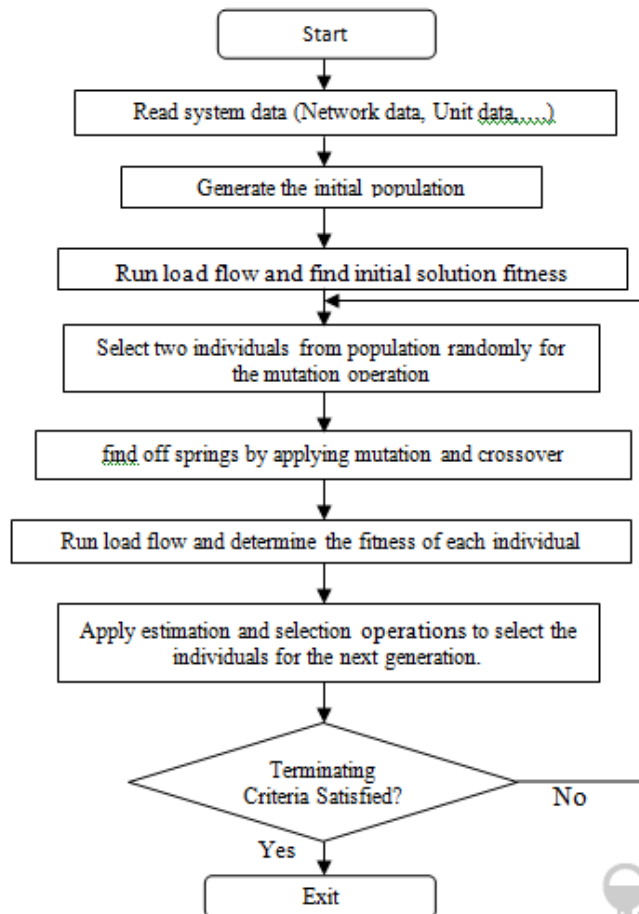 Start
Read system data (Network data, Unit data,.....)
Generate the initial population
Run load flow and find initial solution fitness
Select two individuals from population randomly for
the mutation operation
find off springs by applying mutation and crossover
Run load flow and determine the fitness of each individual
Apply estimation and selection operations to select the
individuals for the next generation.
Terminating
Criteria Satisfied?
No
Yes
Exit